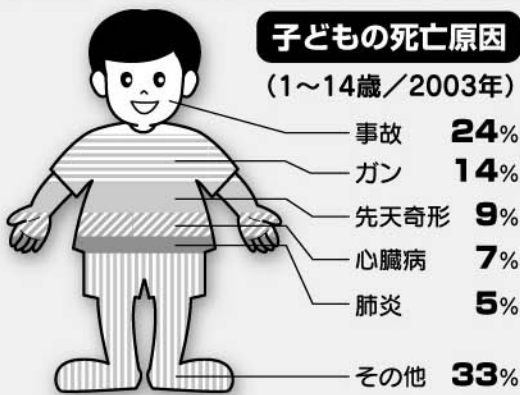 子どもの死亡原因
(1～14歳／2003年)
事故 24%
ガン 14%
先天奇形 9%
心臓病 7%
肺炎 5%
その他 33%